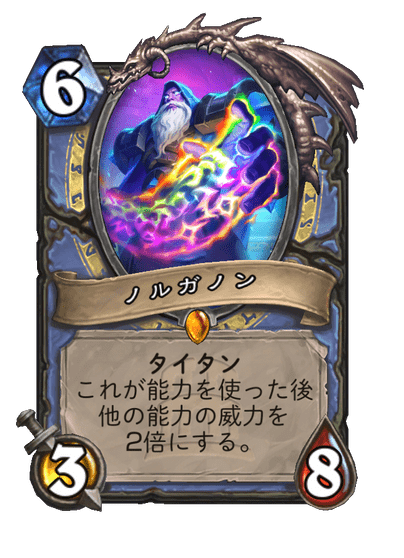 6
ノルガノン
タイタン
これが能力を使った後
他の能力の威力を
2倍にする。
3
8